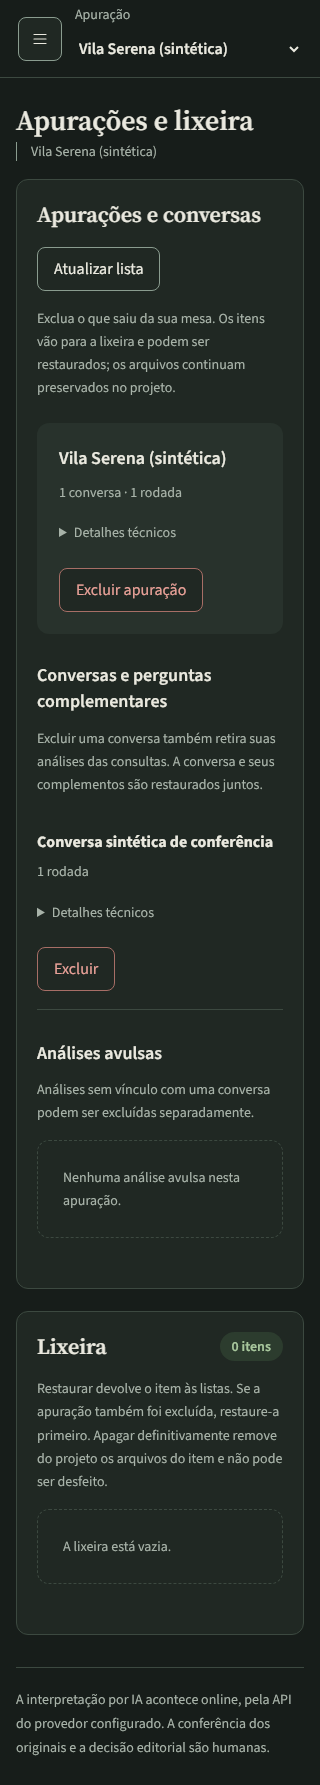 Apuração
Vila Serena (sintética)
Apurações e lixeira
Vila Serena (sintética)
Apurações e conversas
Atualizar lista
Exclua o que saiu da sua mesa. Os itens
vão para a lixeira e podem ser
restaurados; os arquivos continuam
preservados no projeto.
Vila Serena (sintética)
1 conversa · 1 rodada
Detalhes técnicos
Excluir apuração
Conversas e perguntas
complementares
Excluir uma conversa também retira suas
análises das consultas. A conversa e seus
complementos são restaurados juntos.
Conversa sintética de conferência
1 rodada
Detalhes técnicos
Excluir
Análises avulsas
Análises sem vínculo com uma conversa
podem ser excluídas separadamente.
Nenhuma análise avulsa nesta
apuração.
Lixeira
0 itens
Restaurar devolve o item às listas. Se a
apuração também foi excluída, restaure-a
primeiro. Apagar definitivamente remove
do projeto os arquivos do item e não pode
ser desfeito.
A lixeira está vazia.
A interpretação por IA acontece online, pela API
do provedor configurado. A conferência dos
originais e a decisão editorial são humanas.